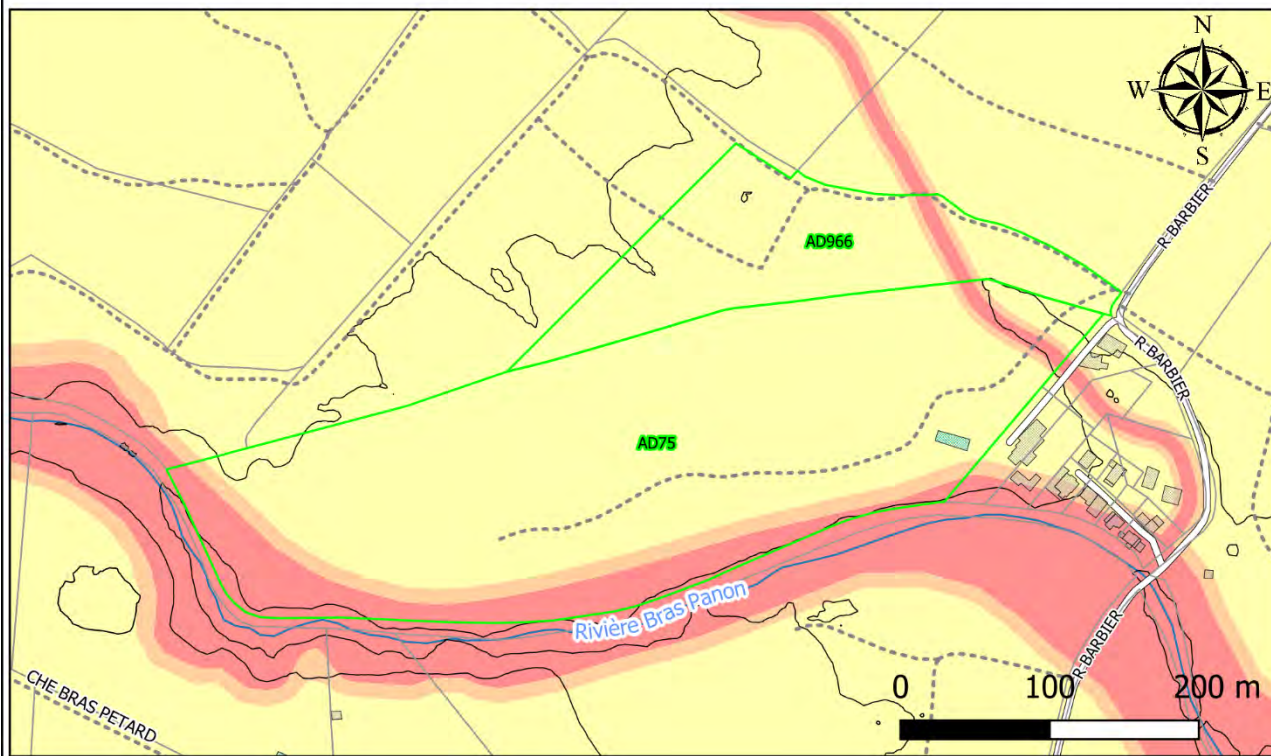 N
W E
S
R-BARBIER
AD966
R-BARBIER
AD75
Rivière Bras Panon
R-BARBIER
CHE BRAS PETARD
0 100 200 m